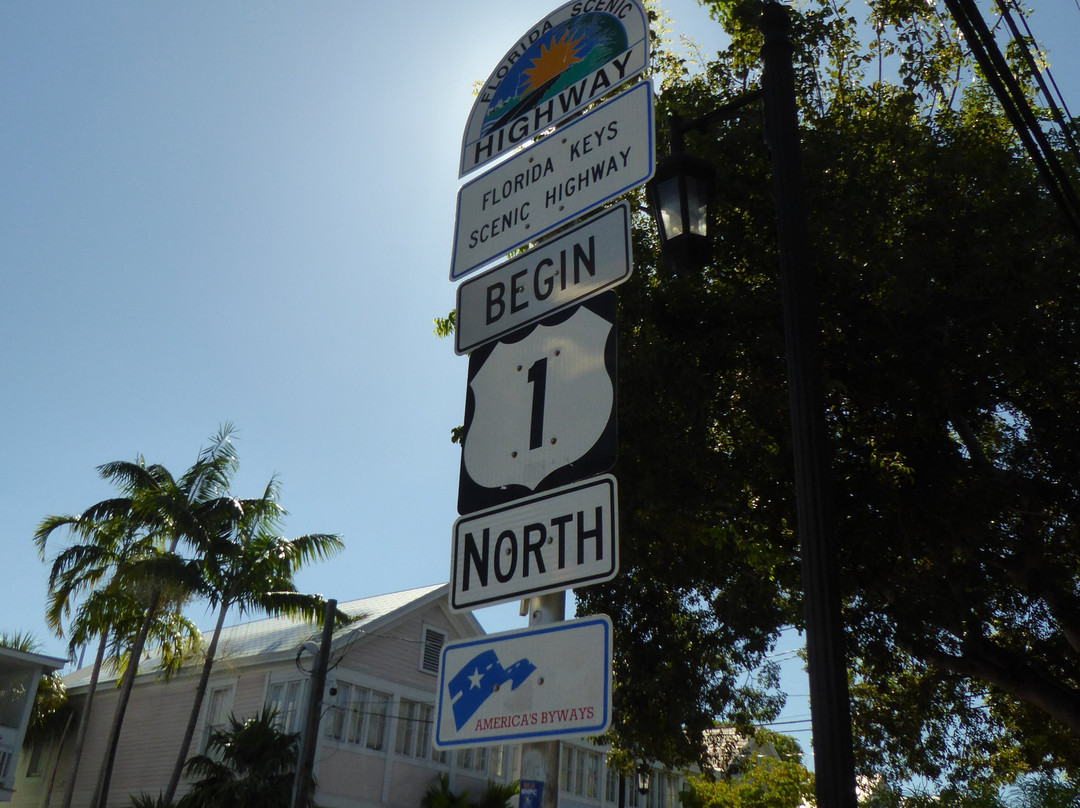 FLORIDA SCENIC
HIGHWAY
FLORIDA KEYS
SCENIC HIGHWAY
BEGIN
1
NORTH
AMERICA'S BYWAYS